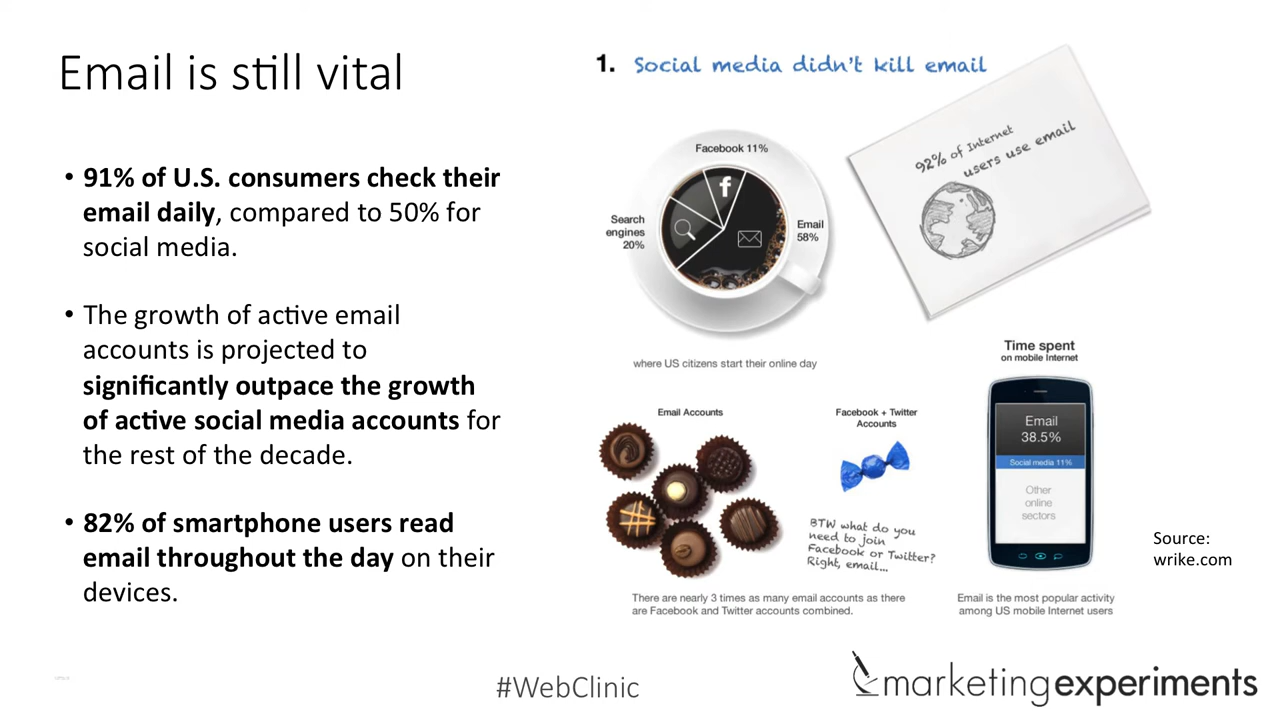 Email is still vital
• 91% of U.S. consumers check their
email daily, compared to 50% for
social media.
• The growth of active email
accounts is projected to
significantly outpace the growth
of active social media accounts for
the rest of the decade.
• 82% of smartphone users read
email throughout the day on their
devices.
1. Social media didn't kill email
92% of Internet
users use email
Facebook 11%
f
Search
engines
20%
Email
58%
where US citizens start their online day
Time spent
on mobile Internet
Email
38.5%
Social media 11%
Other
online
sectors
Email is the most popular activity
among US mobile Internet users
Email Accounts
Facebook + Twitter
Accounts
BTW what do you
need to join
Facebook or Twitter?
Right, email...
There are nearly 3 times as many email accounts as there
are Facebook and Twitter accounts combined.
Source:
wrike.com
#WebClinic
marketingexperiments